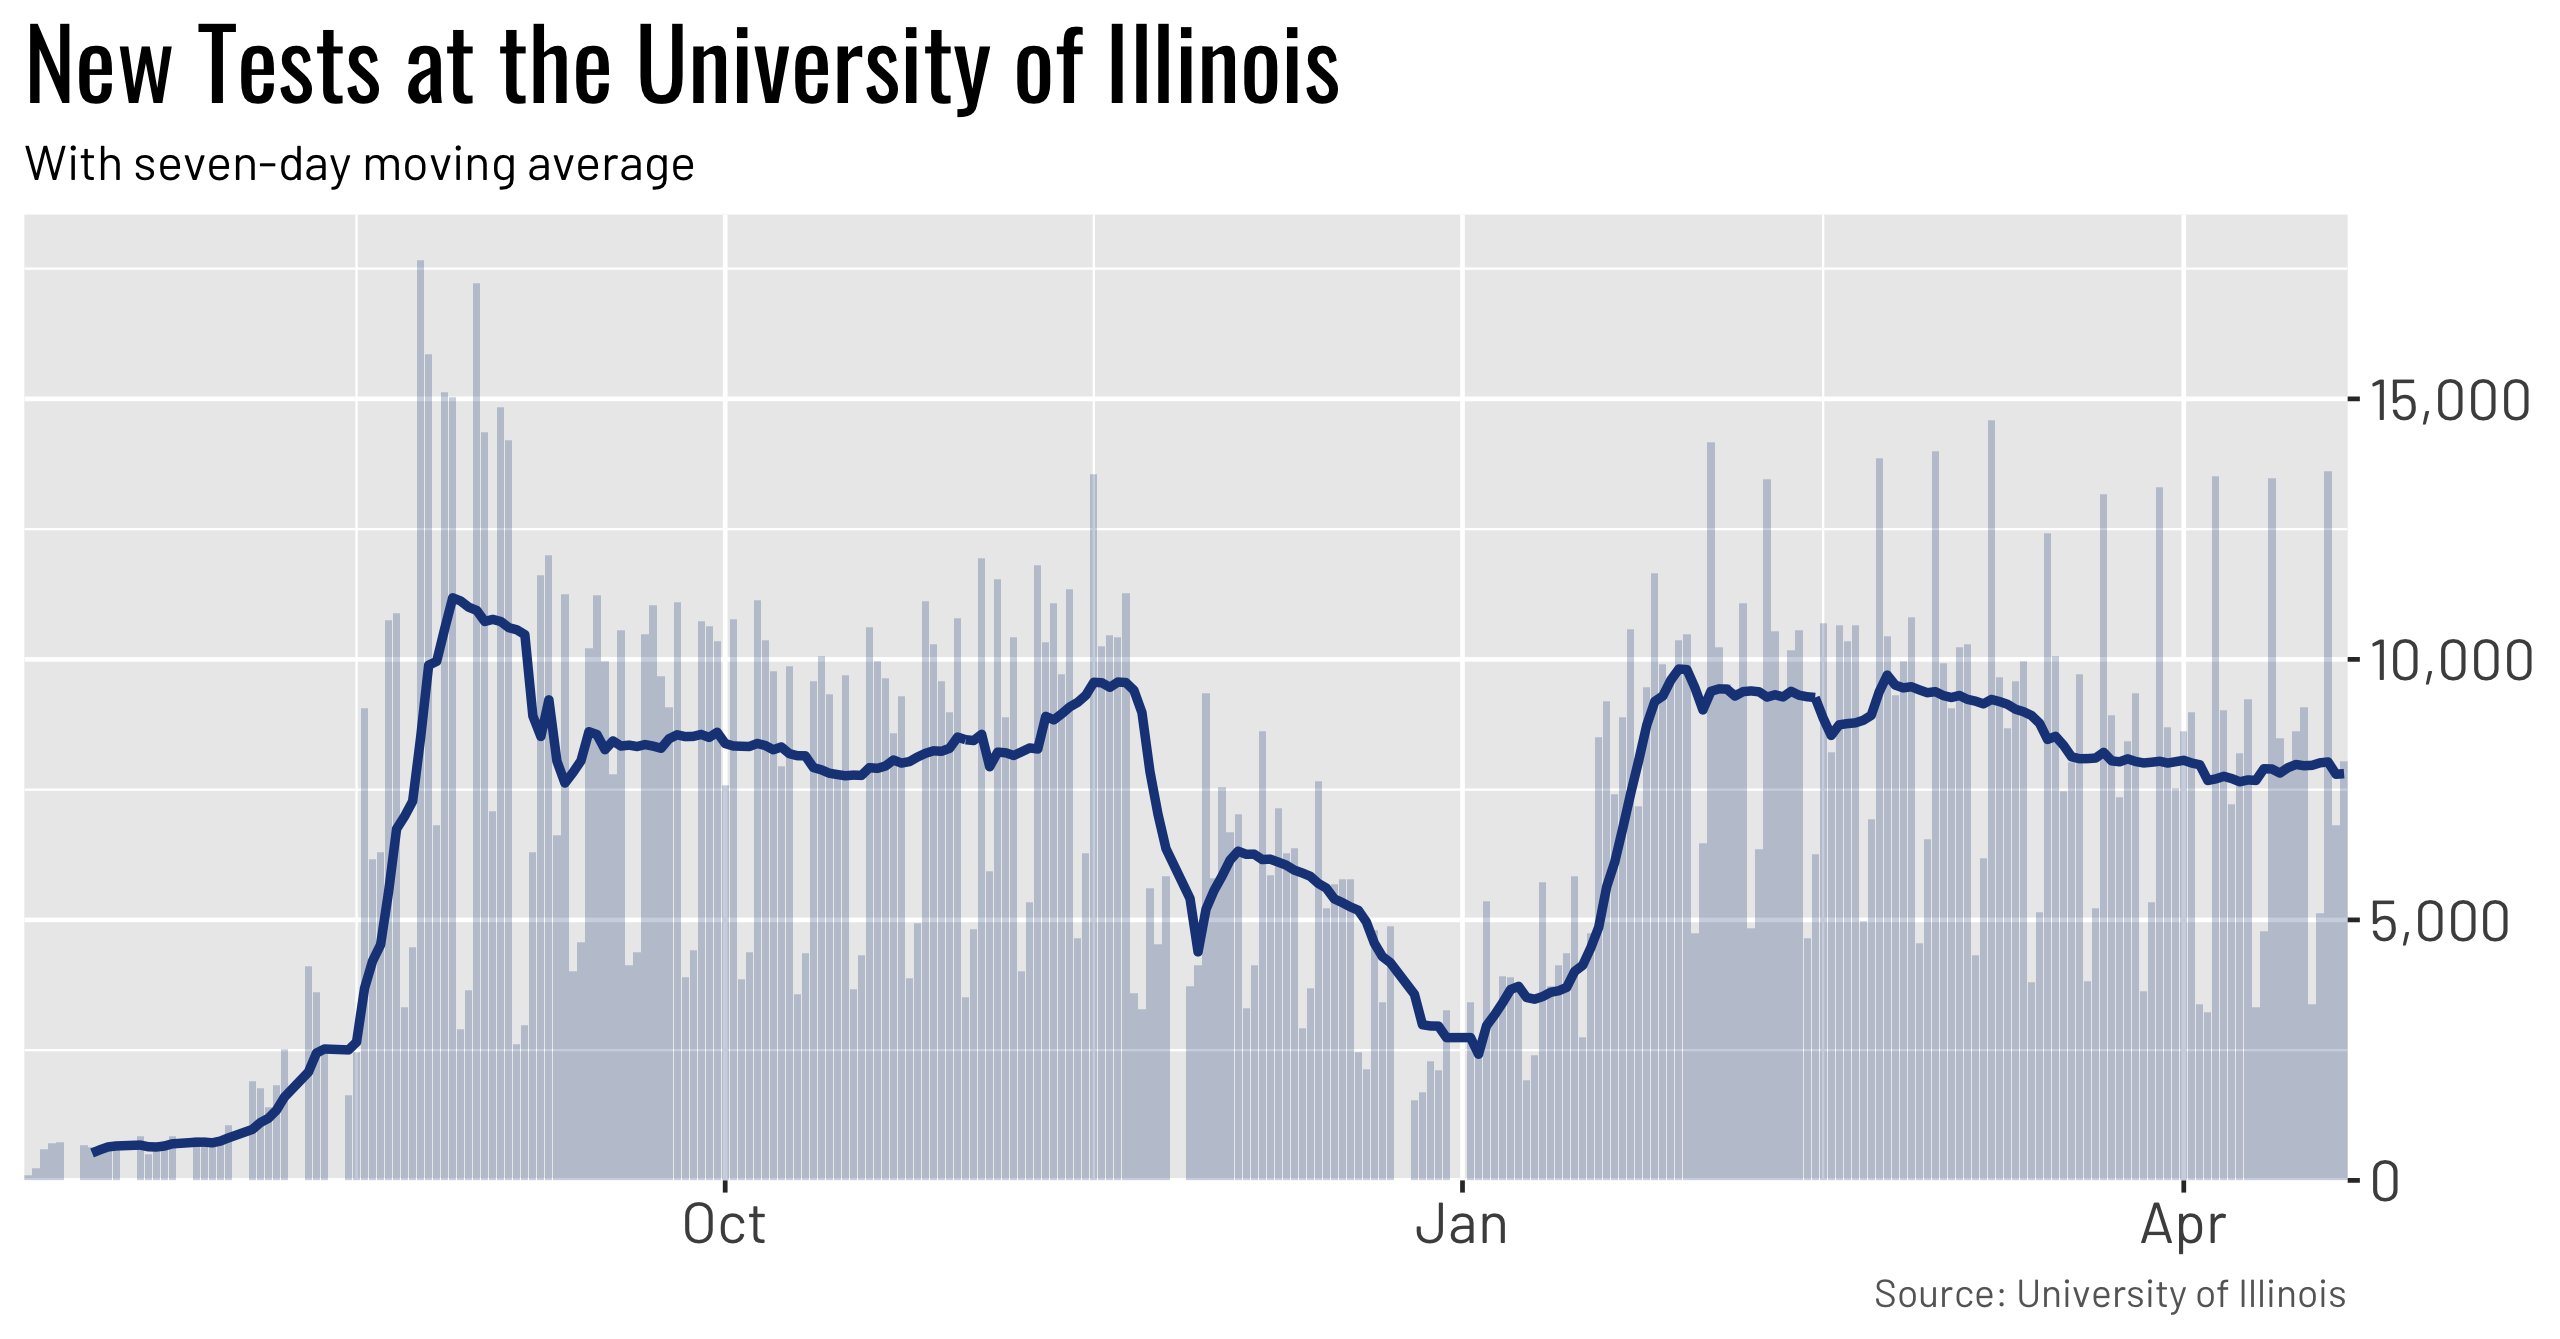 New Tests at the University of Illinois
With seven-day moving average
15,000
10,000
5,000
0
Oct Jan Apr
Source: University of Illinois